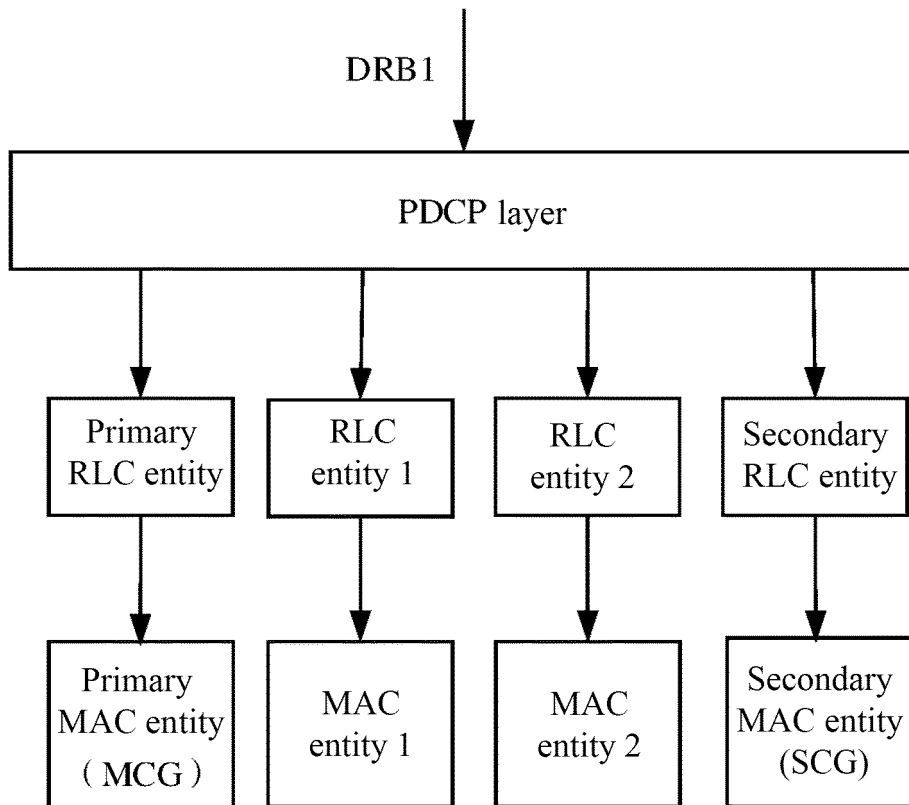 DRB1
PDCP layer
Primary
RLC entity
RLC
entity 1
RLC
entity 2
Secondary
RLC entity
Primary
MAC entity
( MCG )
MAC
entity 1
MAC
entity 2
Secondary
MAC entity
(SCG)